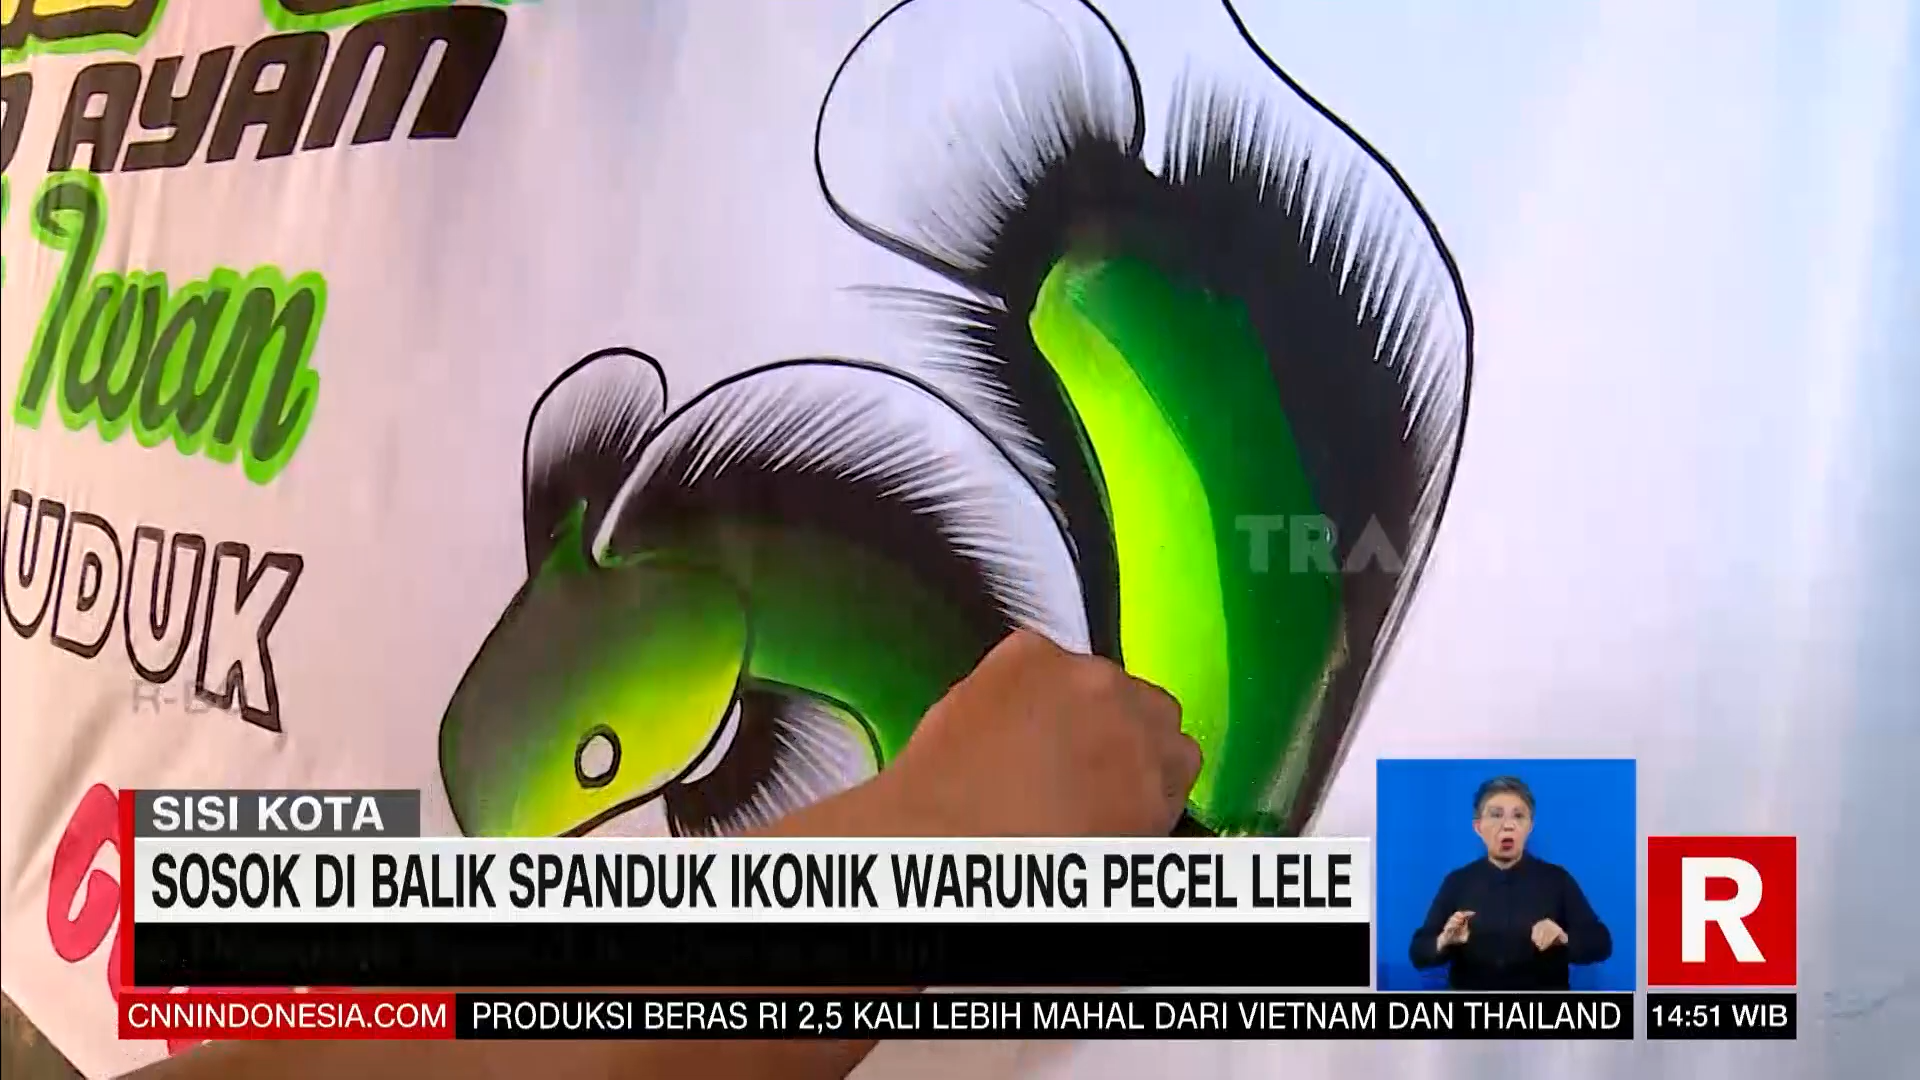 AYAM
Iwan
UDUK
SISI KOTA
SOSOK DI BALIK SPANDUK IKONIK WARUNG PECEL LELE
R
CNNINDONESIA.COM
PRODUKSI BERAS RI 2,5 KALI LEBIH MAHAL DARI VIETNAM DAN THAILAND
14:51 WIB